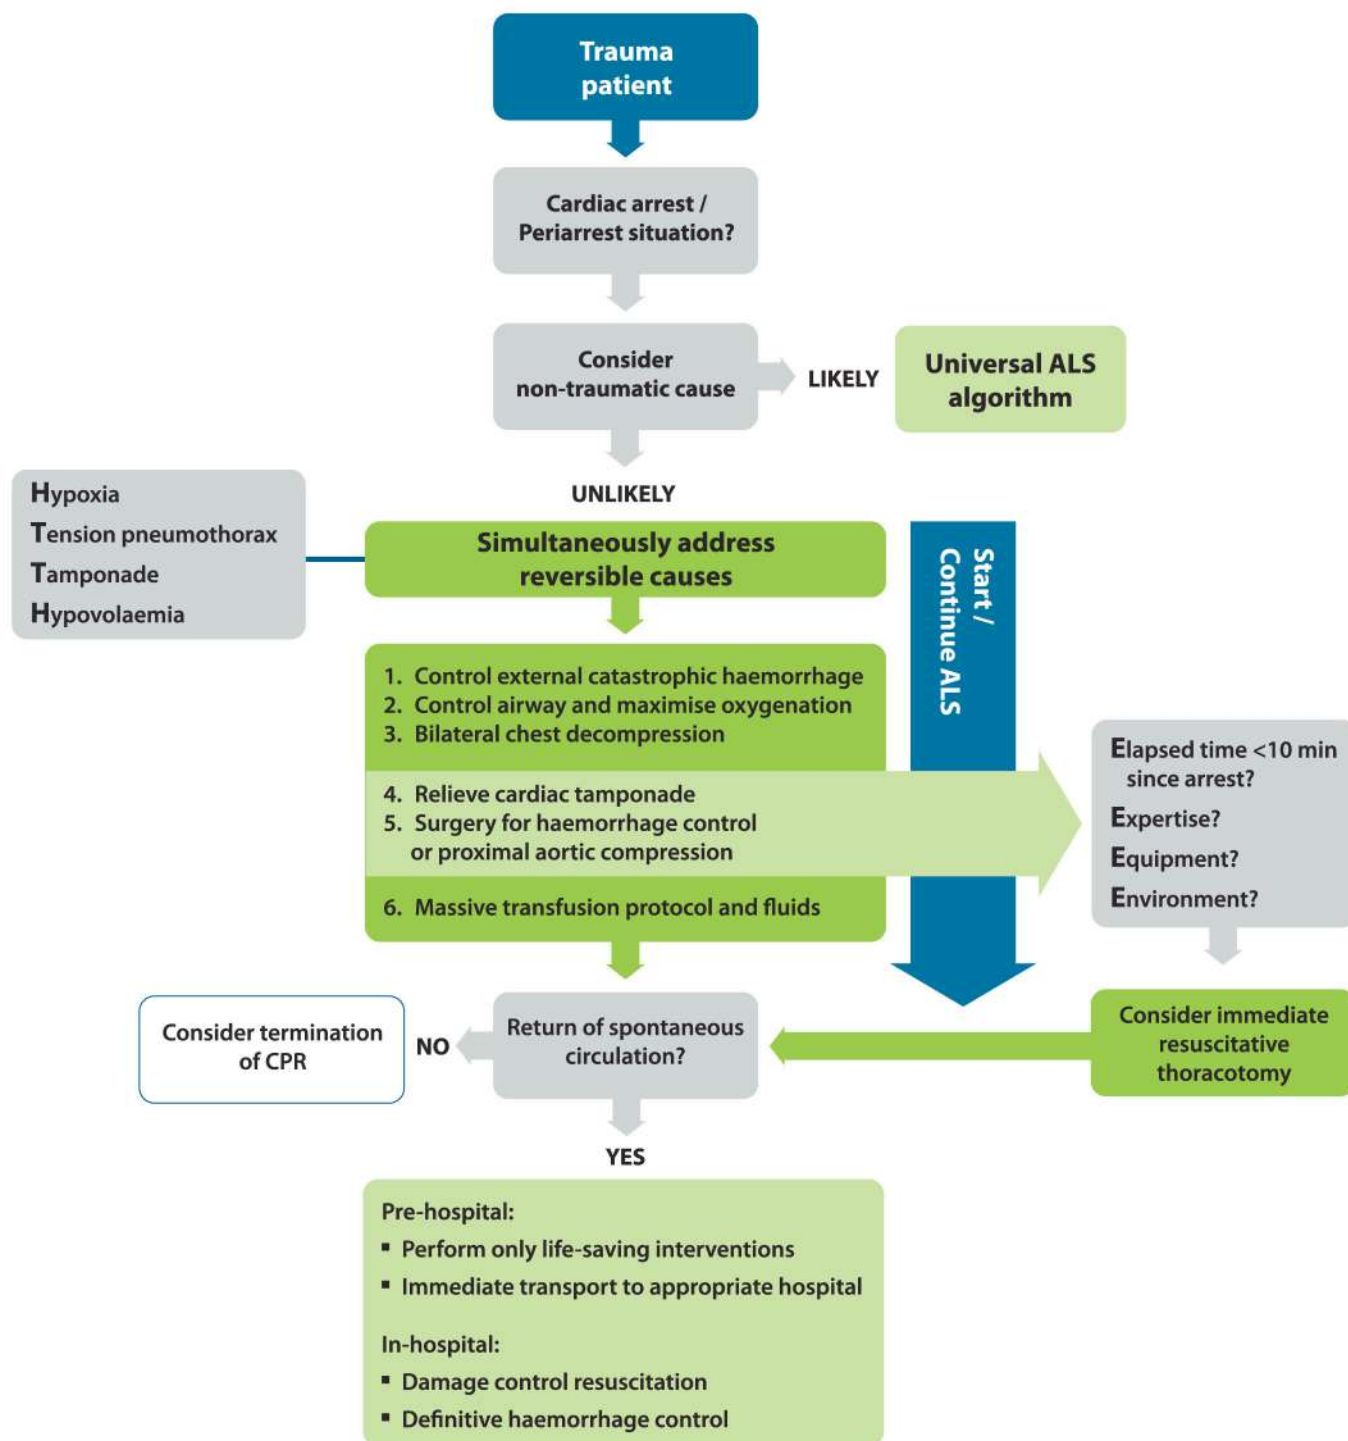 Trauma
patient
Cardiac arrest /
Periarrest situation?
Consider
non-traumatic cause
LIKELY
Universal ALS
algorithm
UNLIKELY
Hypoxia
Tension pneumothorax
Tamponade
Hypovolaemia
Simultaneously address
reversible causes
Start /
Continue ALS
1. Control external catastrophic haemorrhage
2. Control airway and maximise oxygenation
3. Bilateral chest decompression
4. Relieve cardiac tamponade
5. Surgery for haemorrhage control
or proximal aortic compression
6. Massive transfusion protocol and fluids
Elapsed time <10 min
since arrest?
Expertise?
Equipment?
Environment?
Consider immediate
resuscitative
thoracotomy
Return of spontaneous
circulation?
NO
Consider termination
of CPR
YES
Pre-hospital:
▪ Perform only life-saving interventions
▪ Immediate transport to appropriate hospital
In-hospital:
▪ Damage control resuscitation
▪ Definitive haemorrhage control